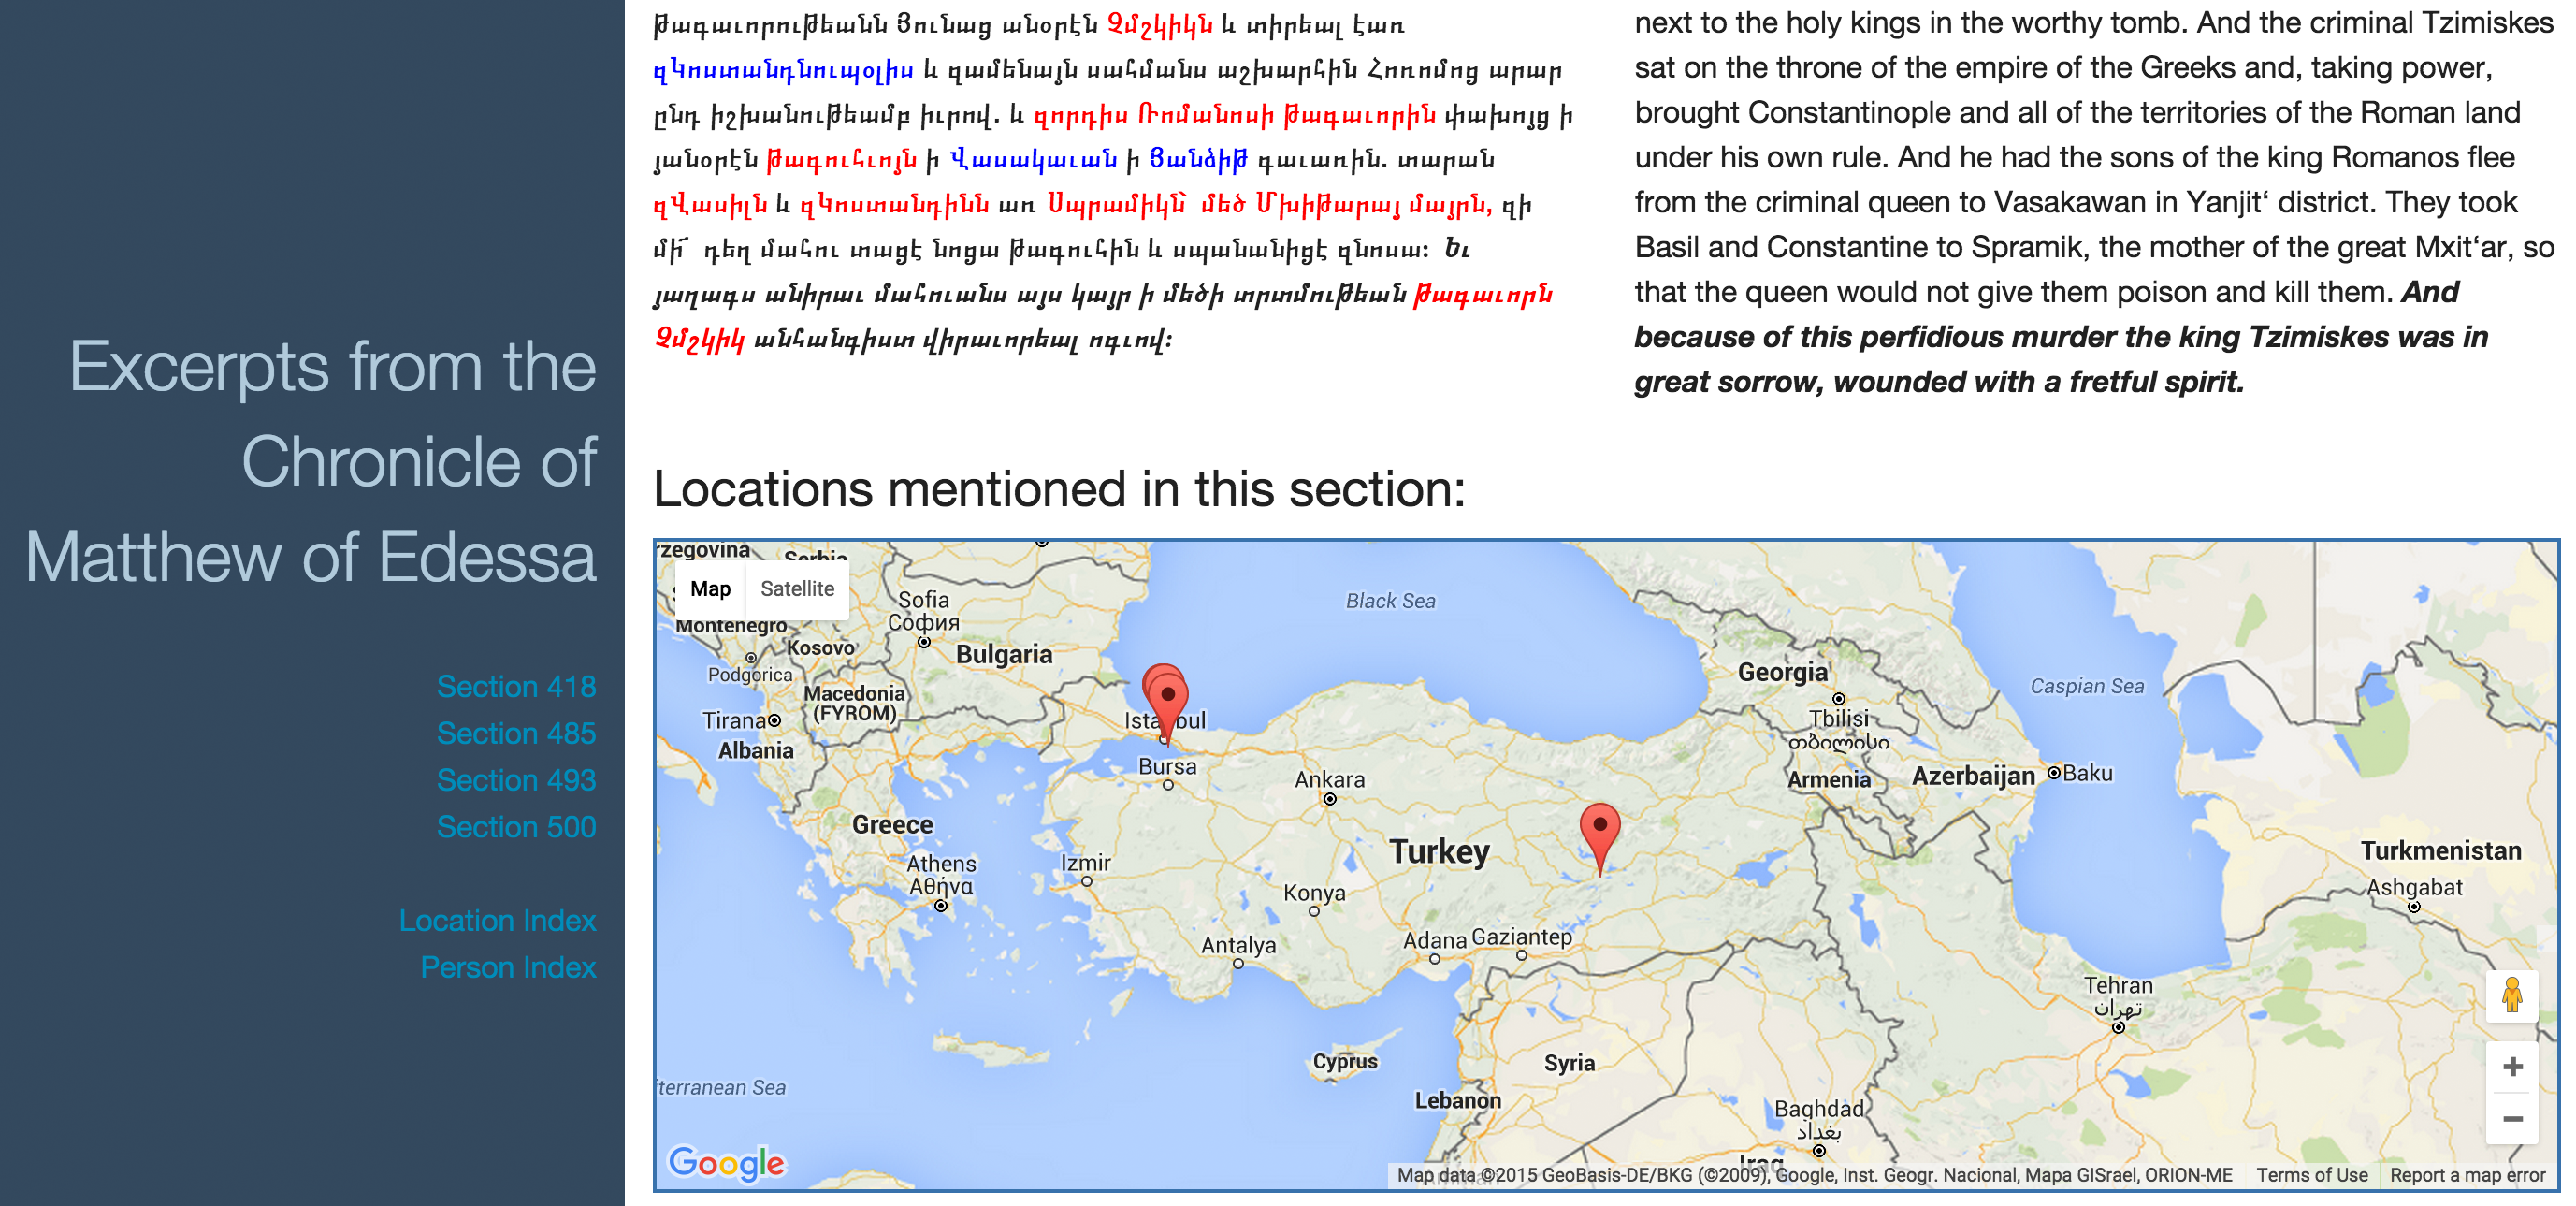 Excerpts from the
Chronicle of
Matthew of Edessa
Section 418
Section 485
Section 493
Section 500
Location Index
Person Index
թագաւորութեանն Յունաց անօրէն Չմշկիկն և տիրեալ էառ
զԿոստանդնուպօլիս և զամենայն սահմանս աշխարհին Հոռոմոց արար
ընդ իշխանութեամբ իւրով. և զորդիս Ռոմանոսի թագաւորին փախոյց ի
յանօրէն թագուհւոյն ի Վասակաւան ի Յանձիթ գաւառին. տարան
զՎասիլն և զԿոստանդինն առ Սպրամիկն՝ մեծ Մխիթարայ մայրն, զի
մի՛ դեղ մահու տացէ նոցա թագուհին և սպանանիցէ զնոսա: Եւ
յաղագս անիրաւ մահուանս այս կայր ի մեծի տրտմութեան թագաւորն
Չմշկիկ անհանգիստ վիրաւորեալ ոգւով:
next to the holy kings in the worthy tomb. And the criminal Tzimiskes
sat on the throne of the empire of the Greeks and, taking power,
brought Constantinople and all of the territories of the Roman land
under his own rule. And he had the sons of the king Romanos flee
from the criminal queen to Vasakawan in Yanjit‘ district. They took
Basil and Constantine to Spramik, the mother of the great Mxit‘ar, so
that the queen would not give them poison and kill them. And
because of this perfidious murder the king Tzimiskes was in
great sorrow, wounded with a fretful spirit.
Locations mentioned in this section:
rzegovina
Serbia
Map
Satellite
Montenegro
Kosovo
Podgorica
Sofia
София
Bulgaria
Macedonia
(FYROM)
Tirana
Albania
Greece
Athens
Αθήνα
Black Sea
Bursa
Ankara
Izmir
Turkey
Konya
Antalya
Adana
Gaziantep
Georgia
Tbilisi
თბილისი
Armenia
Azerbaijan
Baku
Caspian Sea
Turkmenistan
Ashgabat
Tehran
تهران
Cyprus
Syria
Lebanon
Baghdad
بغداد
Iraq
terranean Sea
Google
Map data ©2015 GeoBasis-DE/BKG (©2009), Google, Inst. Geogr. Nacional, Mapa GISrael, ORION-ME
Terms of Use
Report a map error